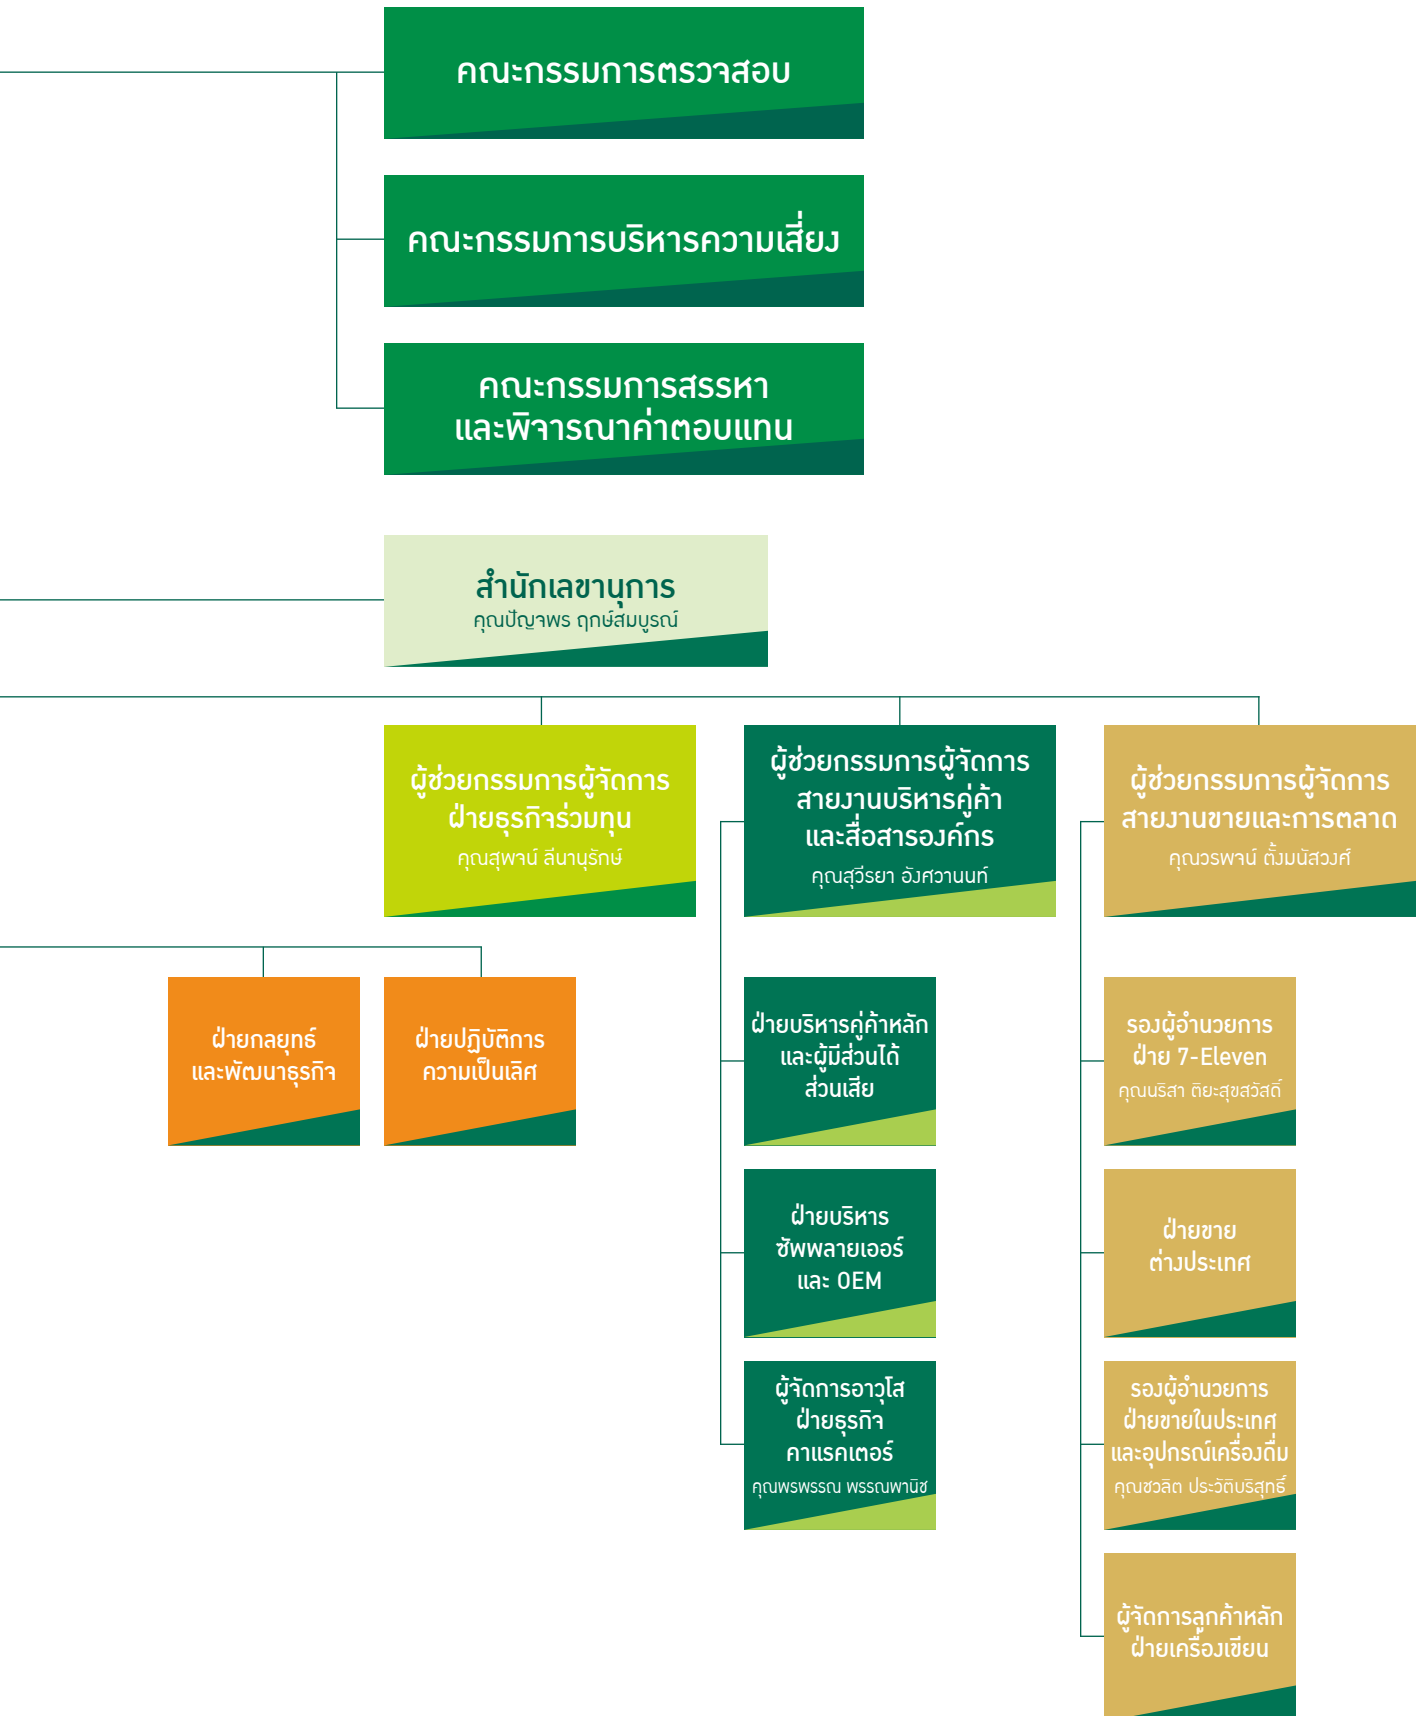 คณะกรรมการตรวจสอบ
คณะกรรมการบริหารความเสี่ยง
คณะกรรมการสรรหา
และพิจารณาค่าตอบแทน
สำนักเลขานุการ
คุณปัญจพร ฤกษ์สมบูรณ์
ผู้ช่วยกรรมการผู้จัดการ
ฝ่ายธุรกิจร่วมทุน
คุณสุพจน์ ลีนานุรักษ์
ผู้ช่วยกรรมการผู้จัดการ
สายงานบริหารคู่ค้า
และสื่อสารองค์กร
คุณสุวีรยา อังศวานนท์
ผู้ช่วยกรรมการผู้จัดการ
สายงานขายและการตลาด
คุณวรพจน์ ตั้งมนัสวงศ์
ฝ่ายกลยุทธ์
และพัฒนาธุรกิจ
ฝ่ายปฏิบัติการ
ความเป็นเลิศ
ฝ่ายบริหารคู่ค้าหลัก
และผู้มีส่วนได้
ส่วนเสีย
ฝ่ายบริหาร
ซัพพลายเออร์
และ OEM
ผู้จัดการอาวุโส
ฝ่ายธุรกิจ
คาแรคเตอร์
คุณพรพรรณ พรรณพานิช
รองผู้อำนวยการ
ฝ่าย 7-Eleven
คุณนริสา ติยะสุขสวัสดิ์
ฝ่ายขาย
ต่างประเทศ
รองผู้อำนวยการ
ฝ่ายขายในประเทศ
และอุปกรณ์เครื่องดื่ม
คุณชวลิต ประวัติบริสุทธิ์
ผู้จัดการลูกค้าหลัก
ฝ่ายเครื่องเขียน